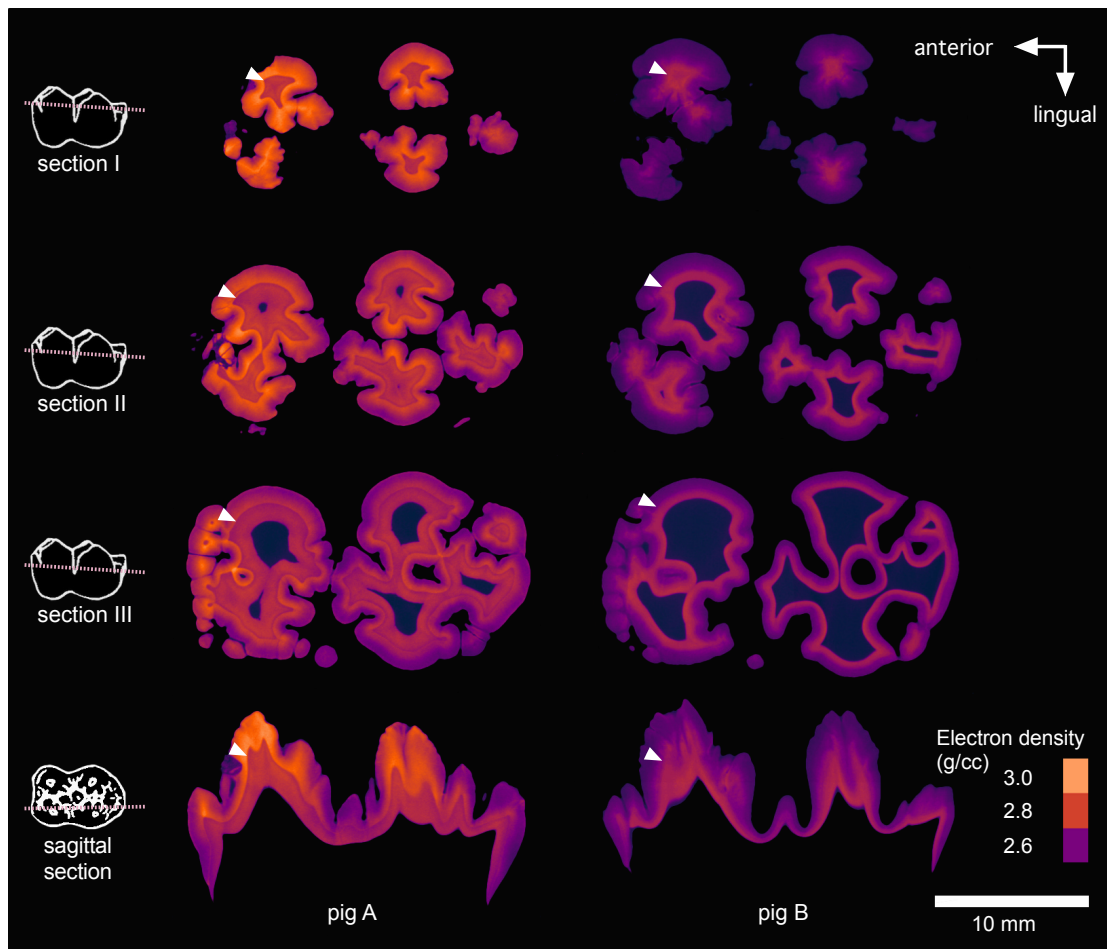 anterior
lingual
section I
section II
section III
Electron density
(g/cc)
3.0
2.8
2.6
sagittal
section
pig A
pig B
10 mm